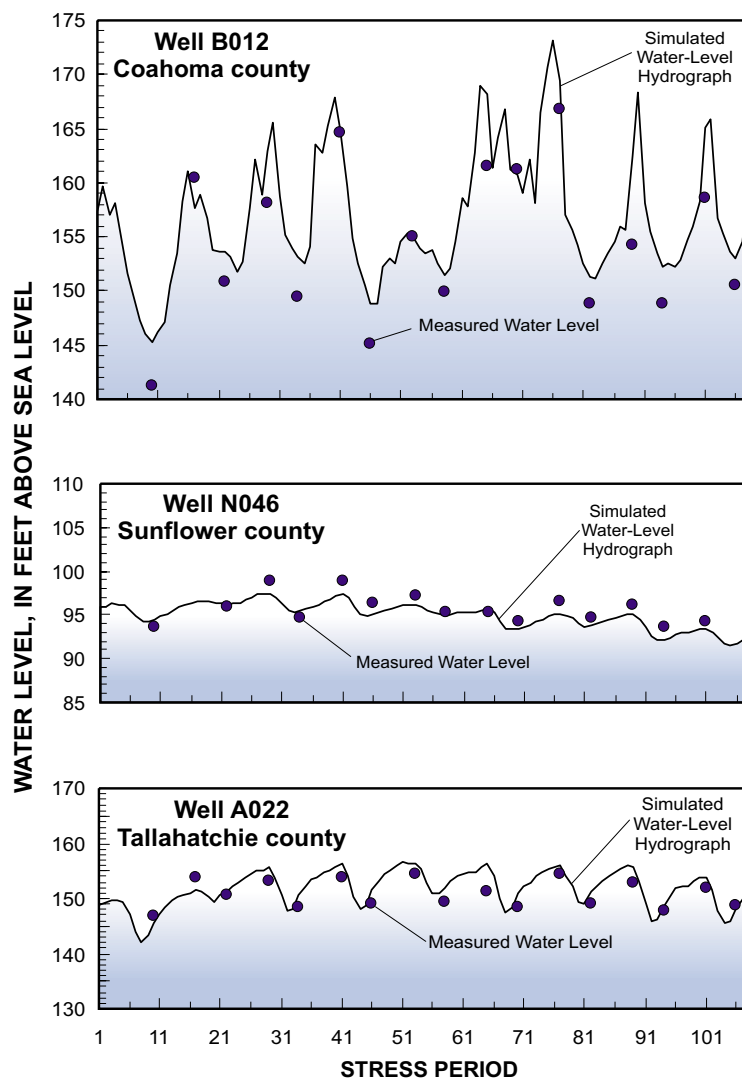 WATER LEVEL, IN FEET ABOVE SEA LEVEL
175
170
165
160
155
150
145
140
Well B012
Coahoma county
Simulated
Water-Level
Hydrograph
Measured Water Level
110
105
100
95
90
85
Well N046
Sunflower county
Simulated
Water-Level
Hydrograph
Measured Water Level
170
160
150
140
130
Well A022
Tallahatchie county
Simulated
Water-Level
Hydrograph
Measured Water Level
1 11 21 31 41 51 61 71 81 91 101
STRESS PERIOD